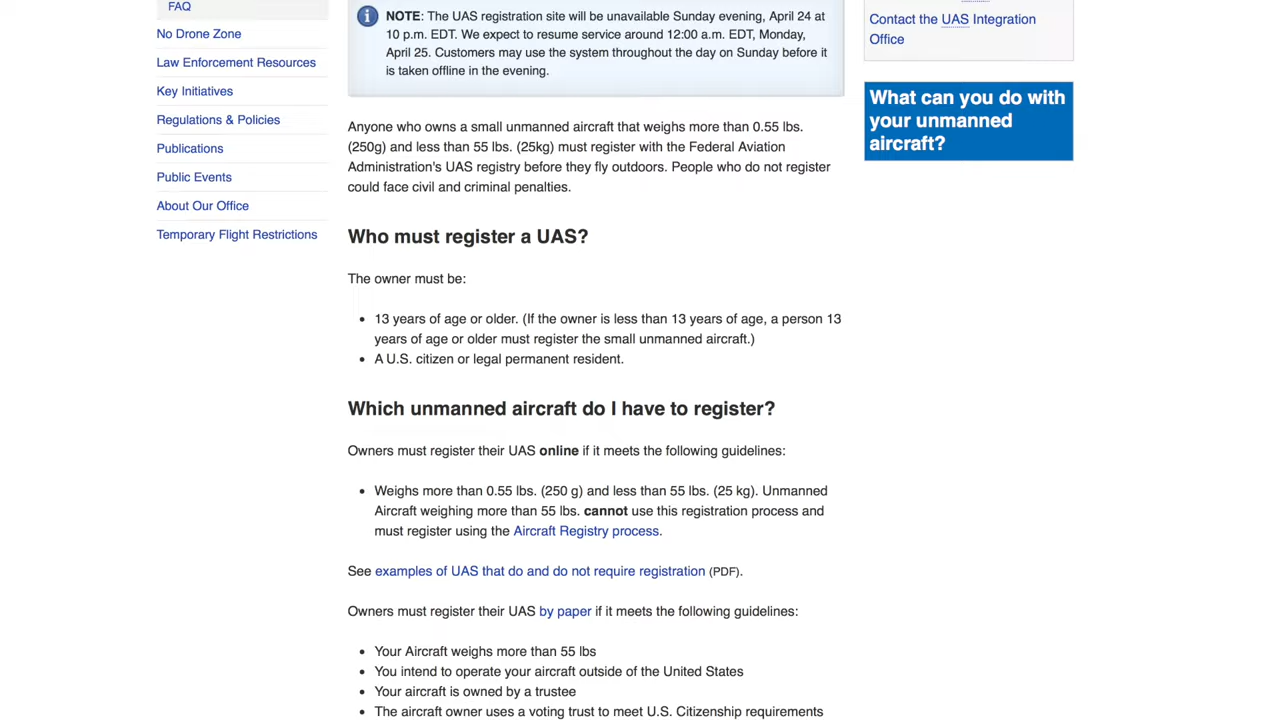 FAQ
No Drone Zone
Law Enforcement Resources
Key Initiatives
Regulations & Policies
Publications
Public Events
About Our Office
Temporary Flight Restrictions
NOTE: The UAS registration site will be unavailable Sunday evening, April 24 at
10 p.m. EDT. We expect to resume service around 12:00 a.m. EDT, Monday,
April 25. Customers may use the system throughout the day on Sunday before it
is taken offline in the evening.
Anyone who owns a small unmanned aircraft that weighs more than 0.55 lbs.
(250g) and less than 55 lbs. (25kg) must register with the Federal Aviation
Administration's UAS registry before they fly outdoors. People who do not register
could face civil and criminal penalties.
Who must register a UAS?
The owner must be:
• 13 years of age or older. (If the owner is less than 13 years of age, a person 13
years of age or older must register the small unmanned aircraft.)
• A U.S. citizen or legal permanent resident.
Which unmanned aircraft do I have to register?
Owners must register their UAS online if it meets the following guidelines:
• Weighs more than 0.55 lbs. (250 g) and less than 55 lbs. (25 kg). Unmanned
Aircraft weighing more than 55 lbs. cannot use this registration process and
must register using the Aircraft Registry process.
See examples of UAS that do and do not require registration (PDF).
Owners must register their UAS by paper if it meets the following guidelines:
• Your Aircraft weighs more than 55 lbs
• You intend to operate your aircraft outside of the United States
• Your aircraft is owned by a trustee
• The aircraft owner uses a voting trust to meet U.S. Citizenship requirements
Contact the UAS Integration
Office
What can you do with
your unmanned
aircraft?